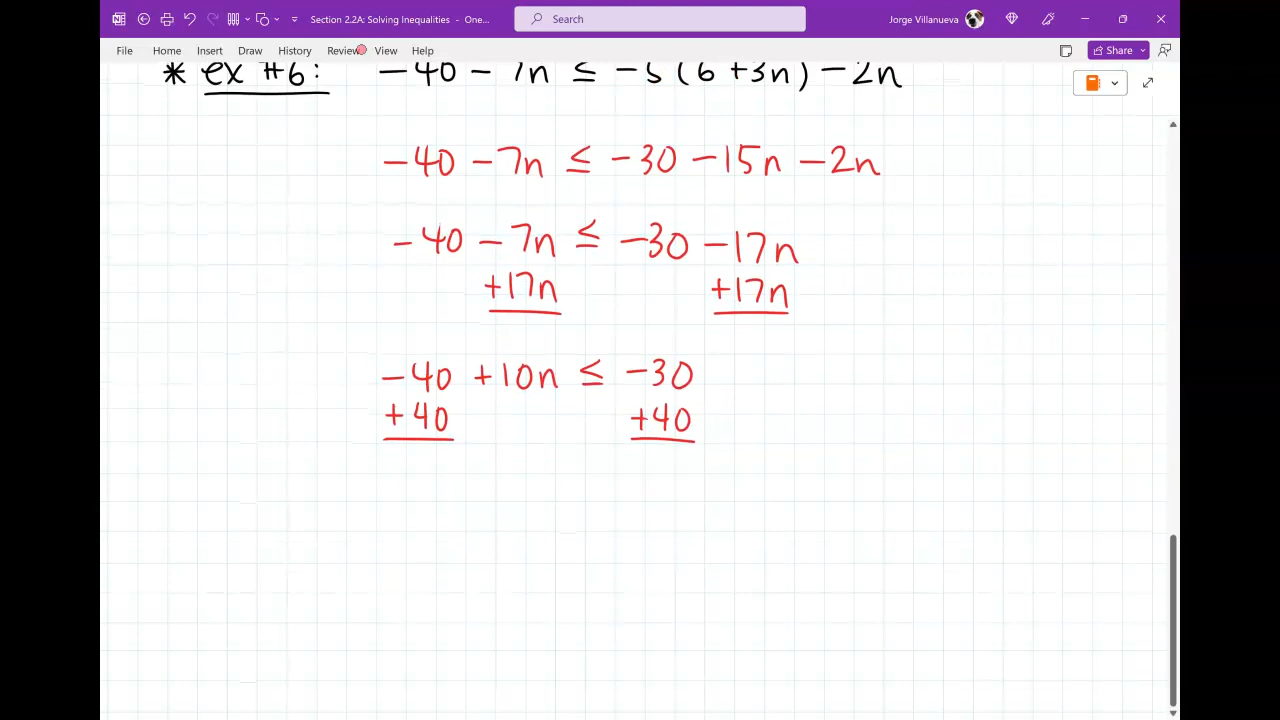 Section 2.2A: Solving Inequalities - One...
Search
Jorge Villanueva
File Home Insert Draw History Review View Help
Share
* ex #6: -40 - 7n ≤ -5(6+3n) - 2n
-40 - 7n ≤ -30 - 15n - 2n
-40 - 7n ≤ -30 - 17n
+17n +17n
-40 +10n ≤ -30
+40 +40